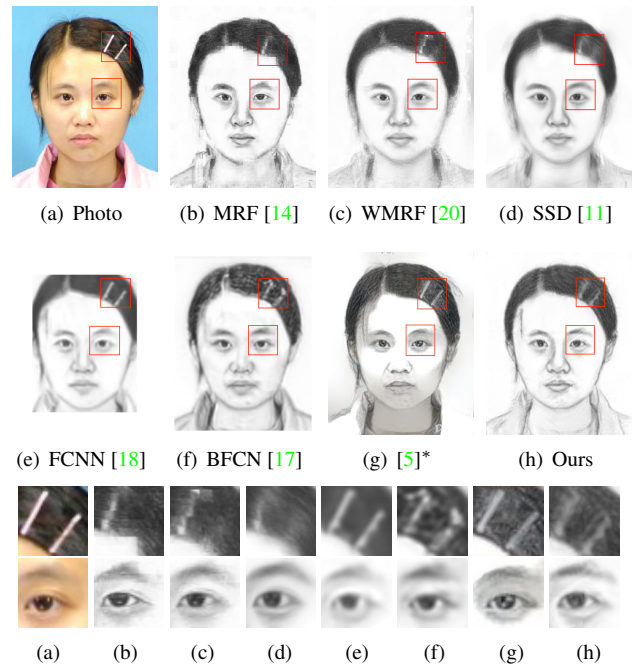 (a) Photo (b) MRF [14] (c) WMRF [20] (d) SSD [11]
(e) FCNN [18] (f) BFCN [17] (g) [5]* (h) Ours
(a) (b) (c) (d) (e) (f) (g) (h)